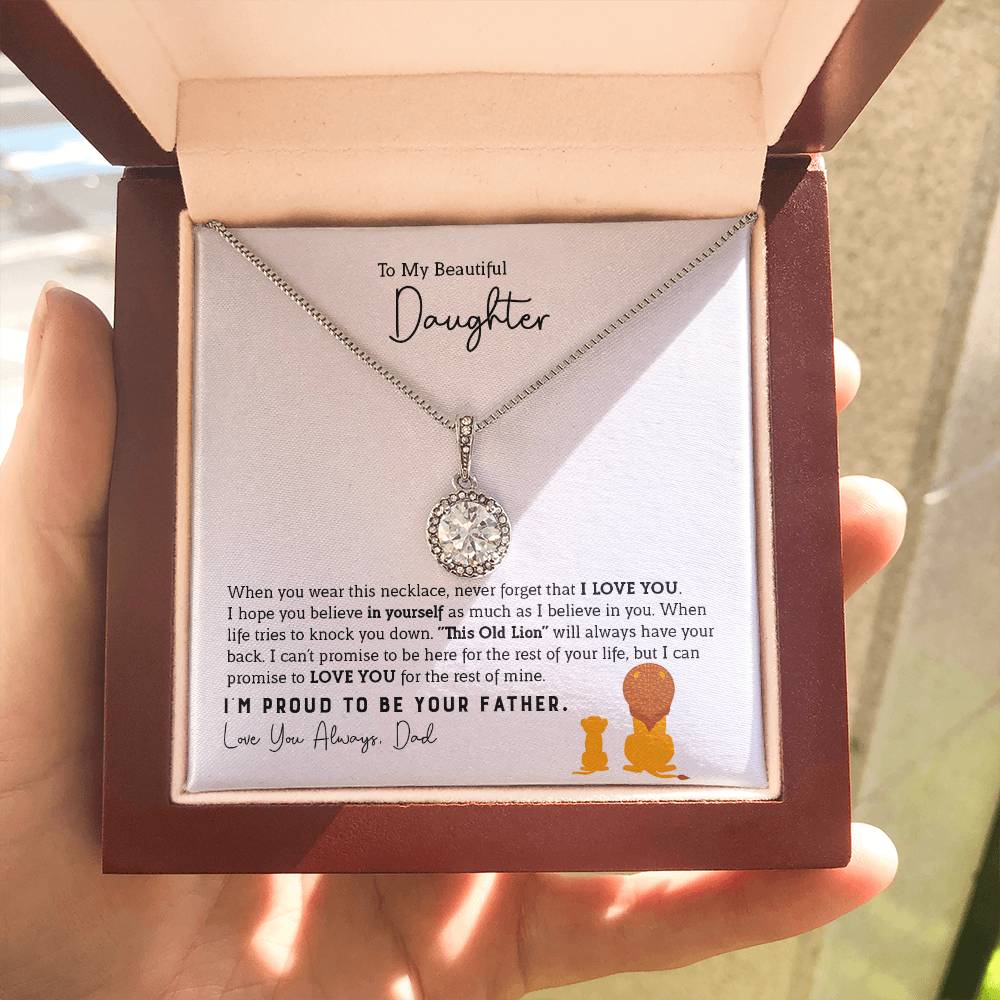 To My Beautiful
Daughter
When you wear this necklace, never forget that I LOVE YOU.
I hope you believe in yourself as much as I believe in you. When
life tries to knock you down. "This Old Lion" will always have your
back. I can't promise to be here for the rest of your life, but I can
promise to LOVE YOU for the rest of mine.
I'M PROUD TO BE YOUR FATHER.
Love You Always, Dad